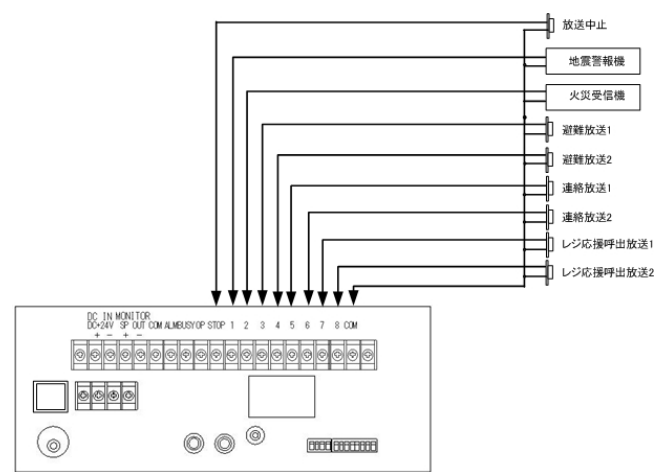 放送中止
地震警報機
火災受信機
避難放送1
避難放送2
連絡放送1
連絡放送2
レジ応援呼出放送1
レジ応援呼出放送2
DC IN MONITOR
DC+24V SP OUT COM ALM BUSY OP STOP 1 2 3 4 5 6 7 8 COM
+ − + −